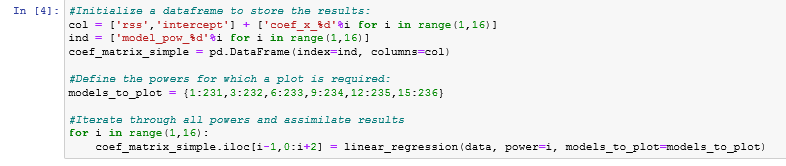 In [4]: #Initialize a dataframe to store the results:
col = ['rss','intercept'] + ['coef_x_%d'%i for i in range(1,16)]
ind = ['model_pow_%d'%i for i in range(1,16)]
coef_matrix_simple = pd.DataFrame(index=ind, columns=col)

#Define the powers for which a plot is required:
models_to_plot = {1:231,3:232,6:233,9:234,12:235,15:236}

#Iterate through all powers and assimilate results
for i in range(1,16):
    coef_matrix_simple.iloc[i-1,0:i+2] = linear_regression(data, power=i, models_to_plot=models_to_plot)